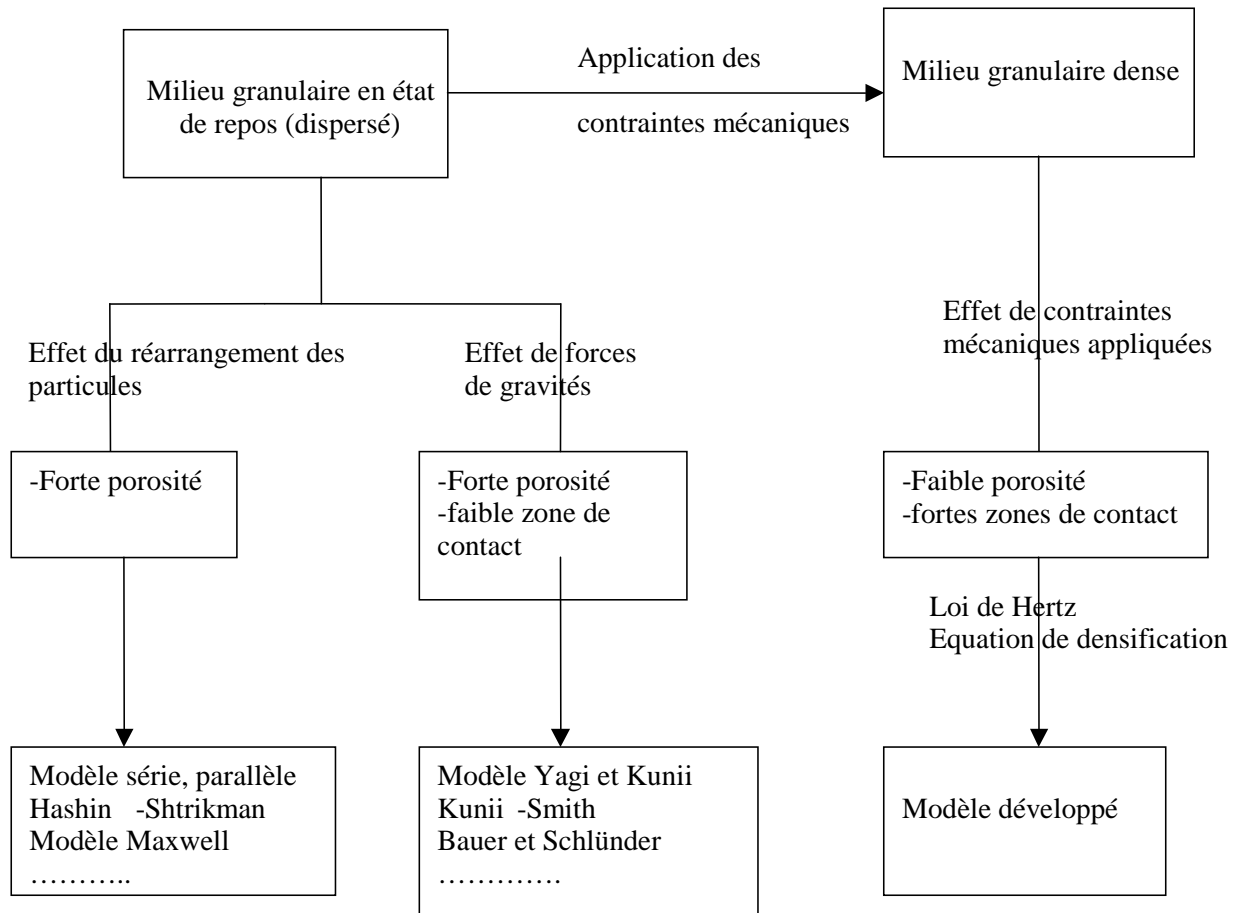 Milieu granulaire en état
de repos (dispersé)
Application des
contraintes mécaniques
Milieu granulaire dense
Effet du réarrangement des
particules
Effet de forces
de gravités
Effet de contraintes
mécaniques appliquées
-Forte porosité
-Forte porosité
-faible zone de
contact
-Faible porosité
-fortes zones de contact
Loi de Hertz
Equation de densification
Modèle série, parallèle
Hashin -Shtrikman
Modèle Maxwell
………..
Modèle Yagi et Kunii
Kunii -Smith
Bauer et Schlünder
………….
Modèle développé